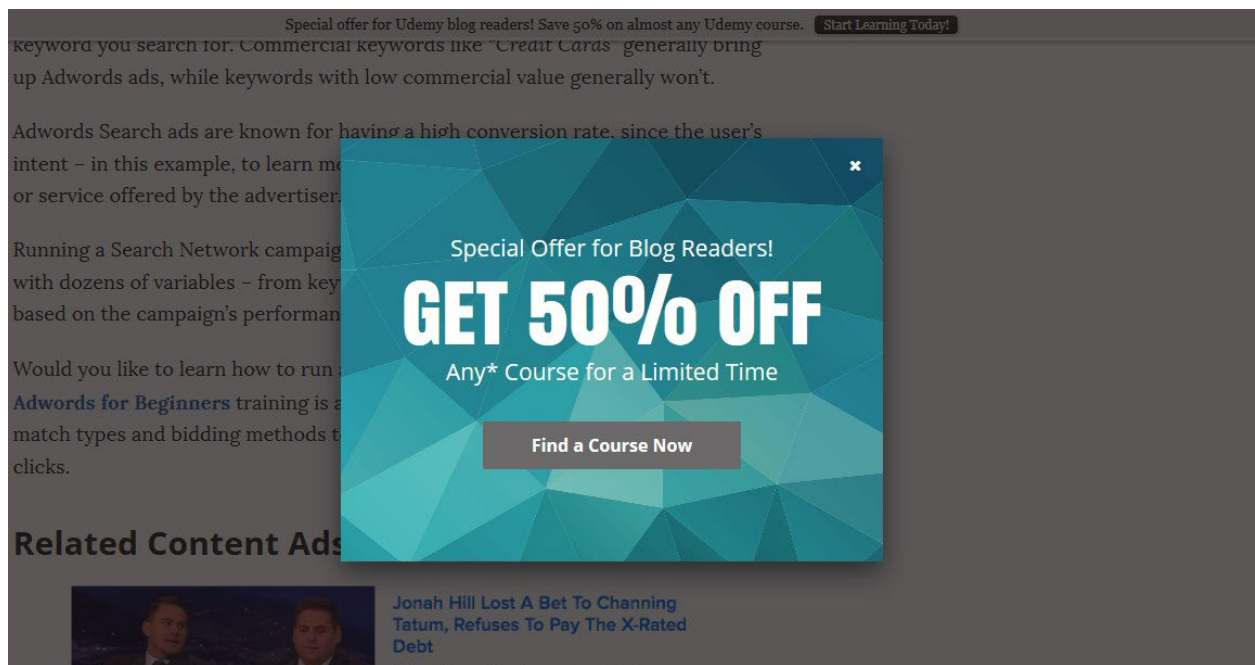 Special offer for Udemy blog readers! Save 50% on almost any Udemy course. Start Learning Today!
keyword you search for. Commercial keywords like "Credit Cards" generally bring
up Adwords ads, while keywords with low commercial value generally won't.
Adwords Search ads are known for having a high conversion rate, since the user's
intent – in this example, to learn
or service offered by the advertiser.
Running a Search Network
with dozens of variables – from
based on the campaign's
Would you like to learn how to run
Adwords for Beginners training is
match types and bidding methods
clicks.
Special Offer for Blog Readers!
GET 50% OFF
Any* Course for a Limited Time
Find a Course Now
Related Content Ads
Jonah Hill Lost A Bet To Channing
Tatum, Refuses To Pay The X-Rated
Debt